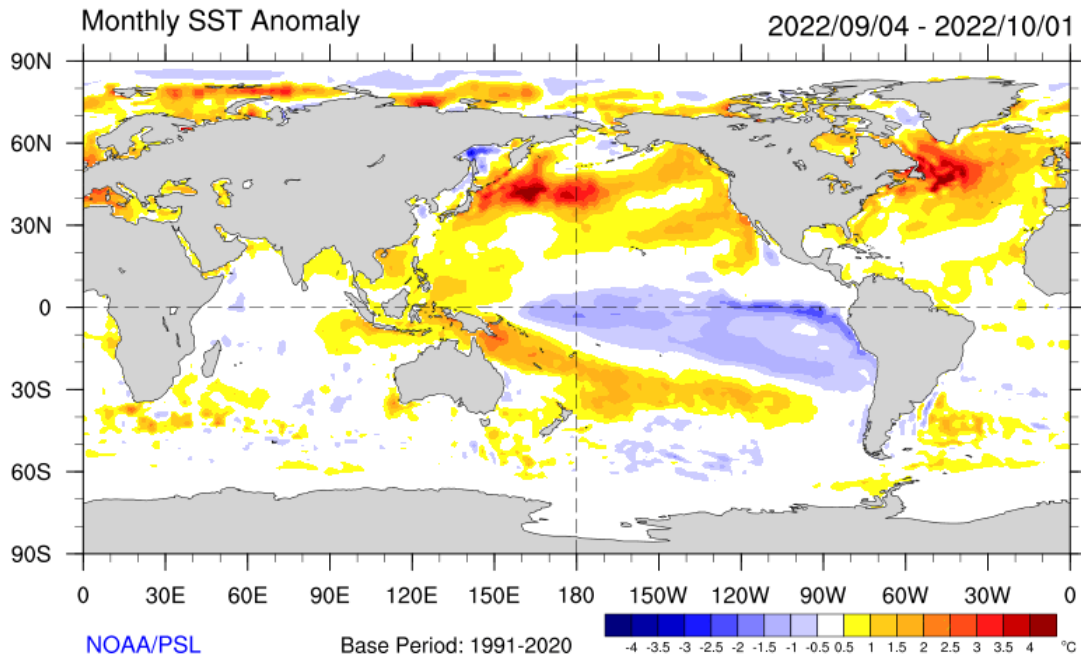 Monthly SST Anomaly 2022/09/04 - 2022/10/01
90N
60N
30N
0
30S
60S
90S
0 30E 60E 90E 120E 150E 180 150W 120W 90W 60W 30W 0
NOAA/PSL Base Period: 1991-2020
-4 -3.5 -3 -2.5 -2 -1.5 -1 -0.5 0.5 1 1.5 2 2.5 3 3.5 4 °C